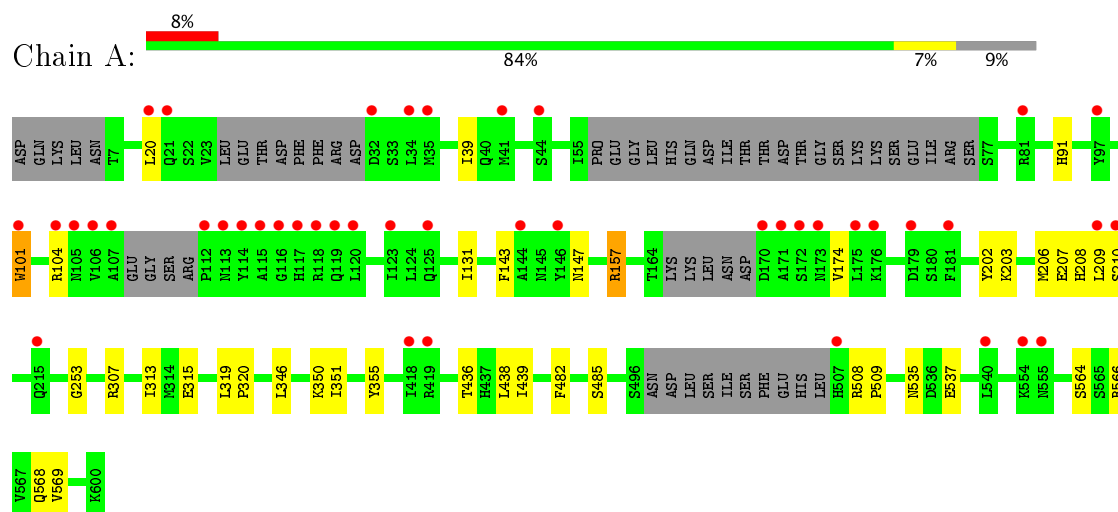 8%
Chain A:
84% 7% 9%
ASP GLN LYS LEU ASN T7 L20 Q21 S22 V23 LEU GLU THR ASP PHE PHE ARG ASP D32 S33 L34 M35 I39 Q40 M41 S44 I55 PRO GLU GLY LEU HIS GLN ASP ILE THR THR ASP THR GLY SER LYS LYS SER GLU ILE ARG SER S77 R81 H91 Y97
W101 R104 N105 V106 A107 GLU GLY SER ARG P112 N113 Y114 A115 G116 H117 R118 Q119 L120 I123 L124 Q125 I131 F143 A144 N145 Y146 N147 R157 T164 LYS LYS LEU ASN ASP D170 A171 S172 N173 V174 L175 K176 D179 S180 F181 Y202 K203 M206 E207 H208 L209 S210
Q215 G253 R307 I313 M314 E315 L319 P320 L346 K350 I351 Y355 I418 R419 T436 H437 L438 I439 F482 S485 S496 ASN ASP LEU SER ILE SER PHE GLU HIS LEU H507 R508 P509 N535 D536 E537 L540 K554 N555 S564 S565 R566
V567 Q568 V569 K600